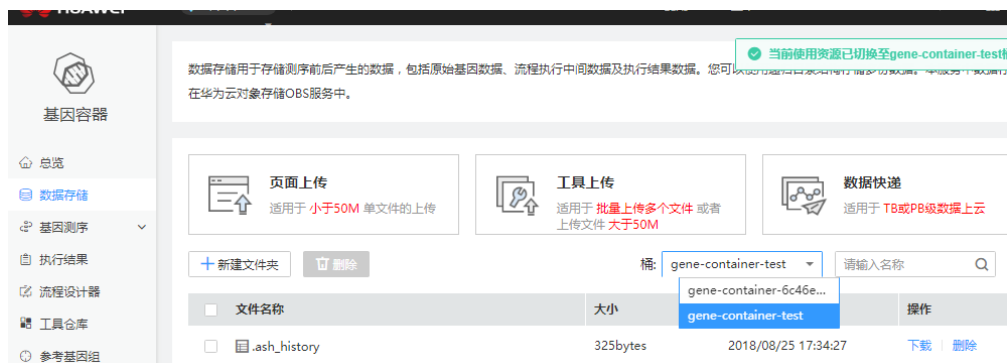 HUAWEI
当前使用资源已切换至gene-container-test
数据存储用于存储测序前后产生的数据，包括原始基因数据、流程执行中间数据及执行结果数据。您可以
在华为云对象存储OBS服务中。
基因容器
总览
数据存储
基因测序
执行结果
流程设计器
工具仓库
参考基因组
页面上传
适用于 小于50M 单文件的上传
工具上传
适用于 批量上传多个文件 或者
上传文件 大于50M
数据快递
适用于 TB或PB级数据上云
新建文件夹
删除
桶:
gene-container-test
请输入名称
gene-container-6c46e...
gene-container-test
文件名称
大小
操作
.ash_history
325bytes
2018/08/25 17:34:27
下载
删除